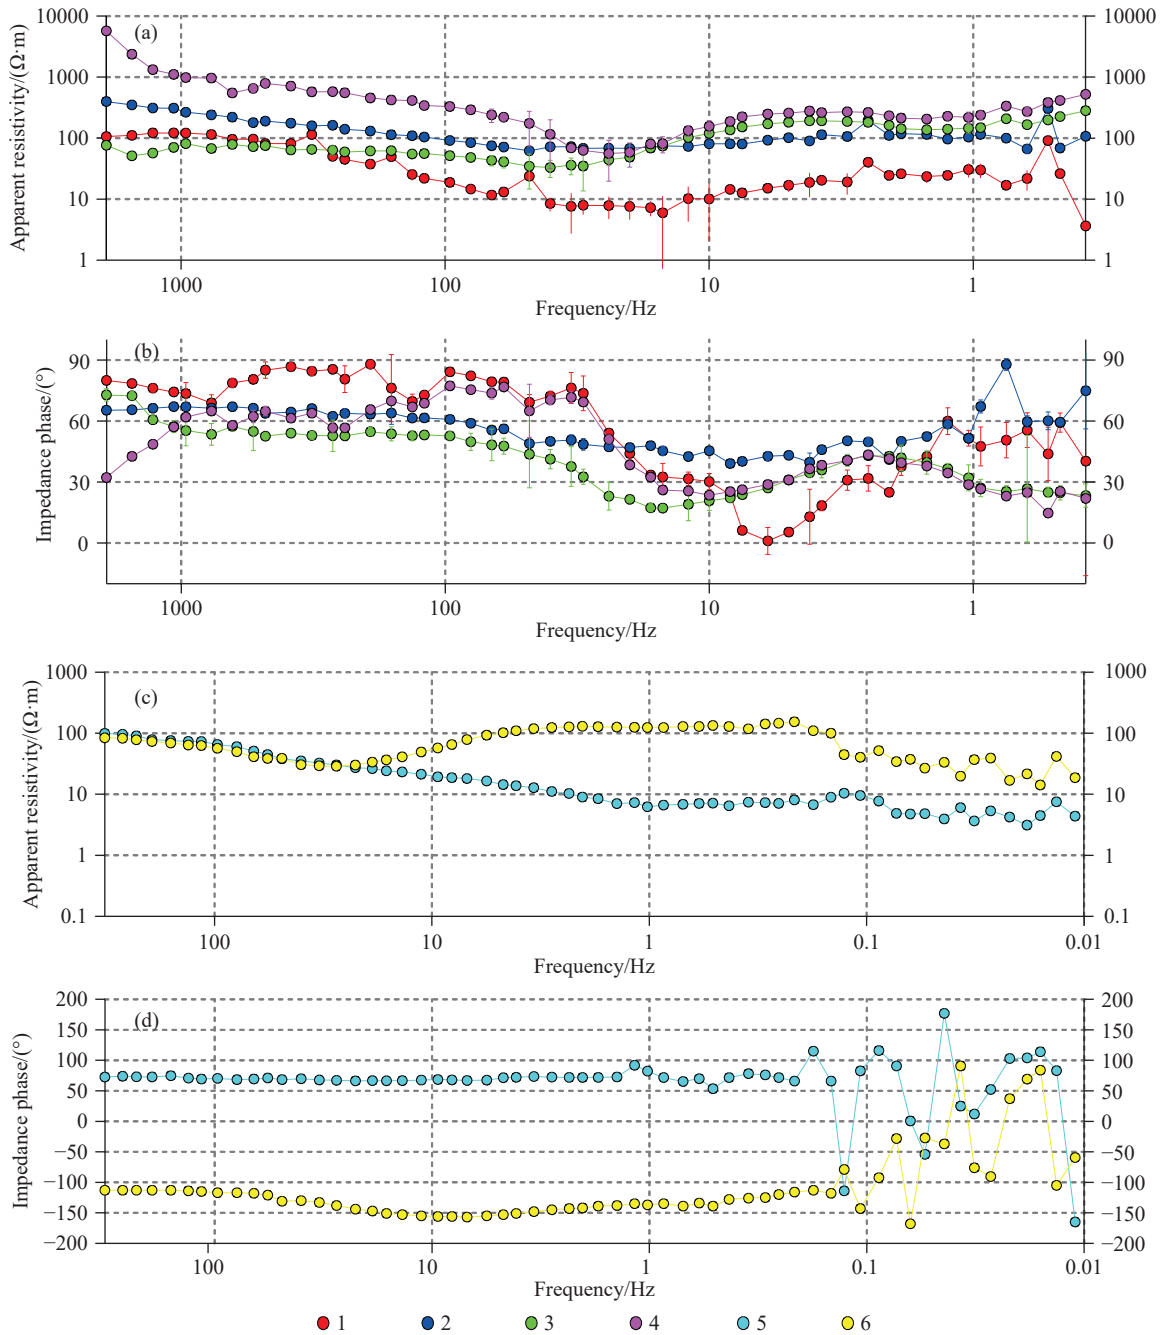 (a)
Apparent resistivity/(Ω·m)
10000 10000
1000 1000
100 100
10 10
1 1
1000 100 10 1
Frequency/Hz
(b)
Impedance phase/(°)
90 90
60 60
30 30
0 0
1000 100 10 1
Frequency/Hz
(c)
Apparent resistivity/(Ω·m)
1000 1000
100 100
10 10
1 1
0.1 0.1
100 10 1 0.1 0.01
Frequency/Hz
(d)
Impedance phase/(°)
200 200
150 150
100 100
50 50
0 0
−50 −50
−100 −100
−150 −150
−200 −200
100 10 1 0.1 0.01
Frequency/Hz
1 2 3 4 5 6